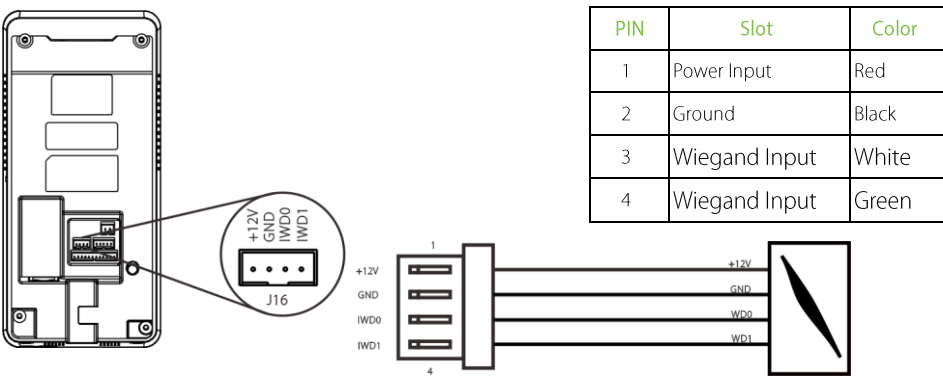 PIN Slot Color
1 Power Input Red
2 Ground Black
3 Wiegand Input White
4 Wiegand Input Green
+12V
GND
IWD0
IWD1
J16
1
+12V
GND
IWD0
IWD1
4
+12V
GND
WD0
WD1